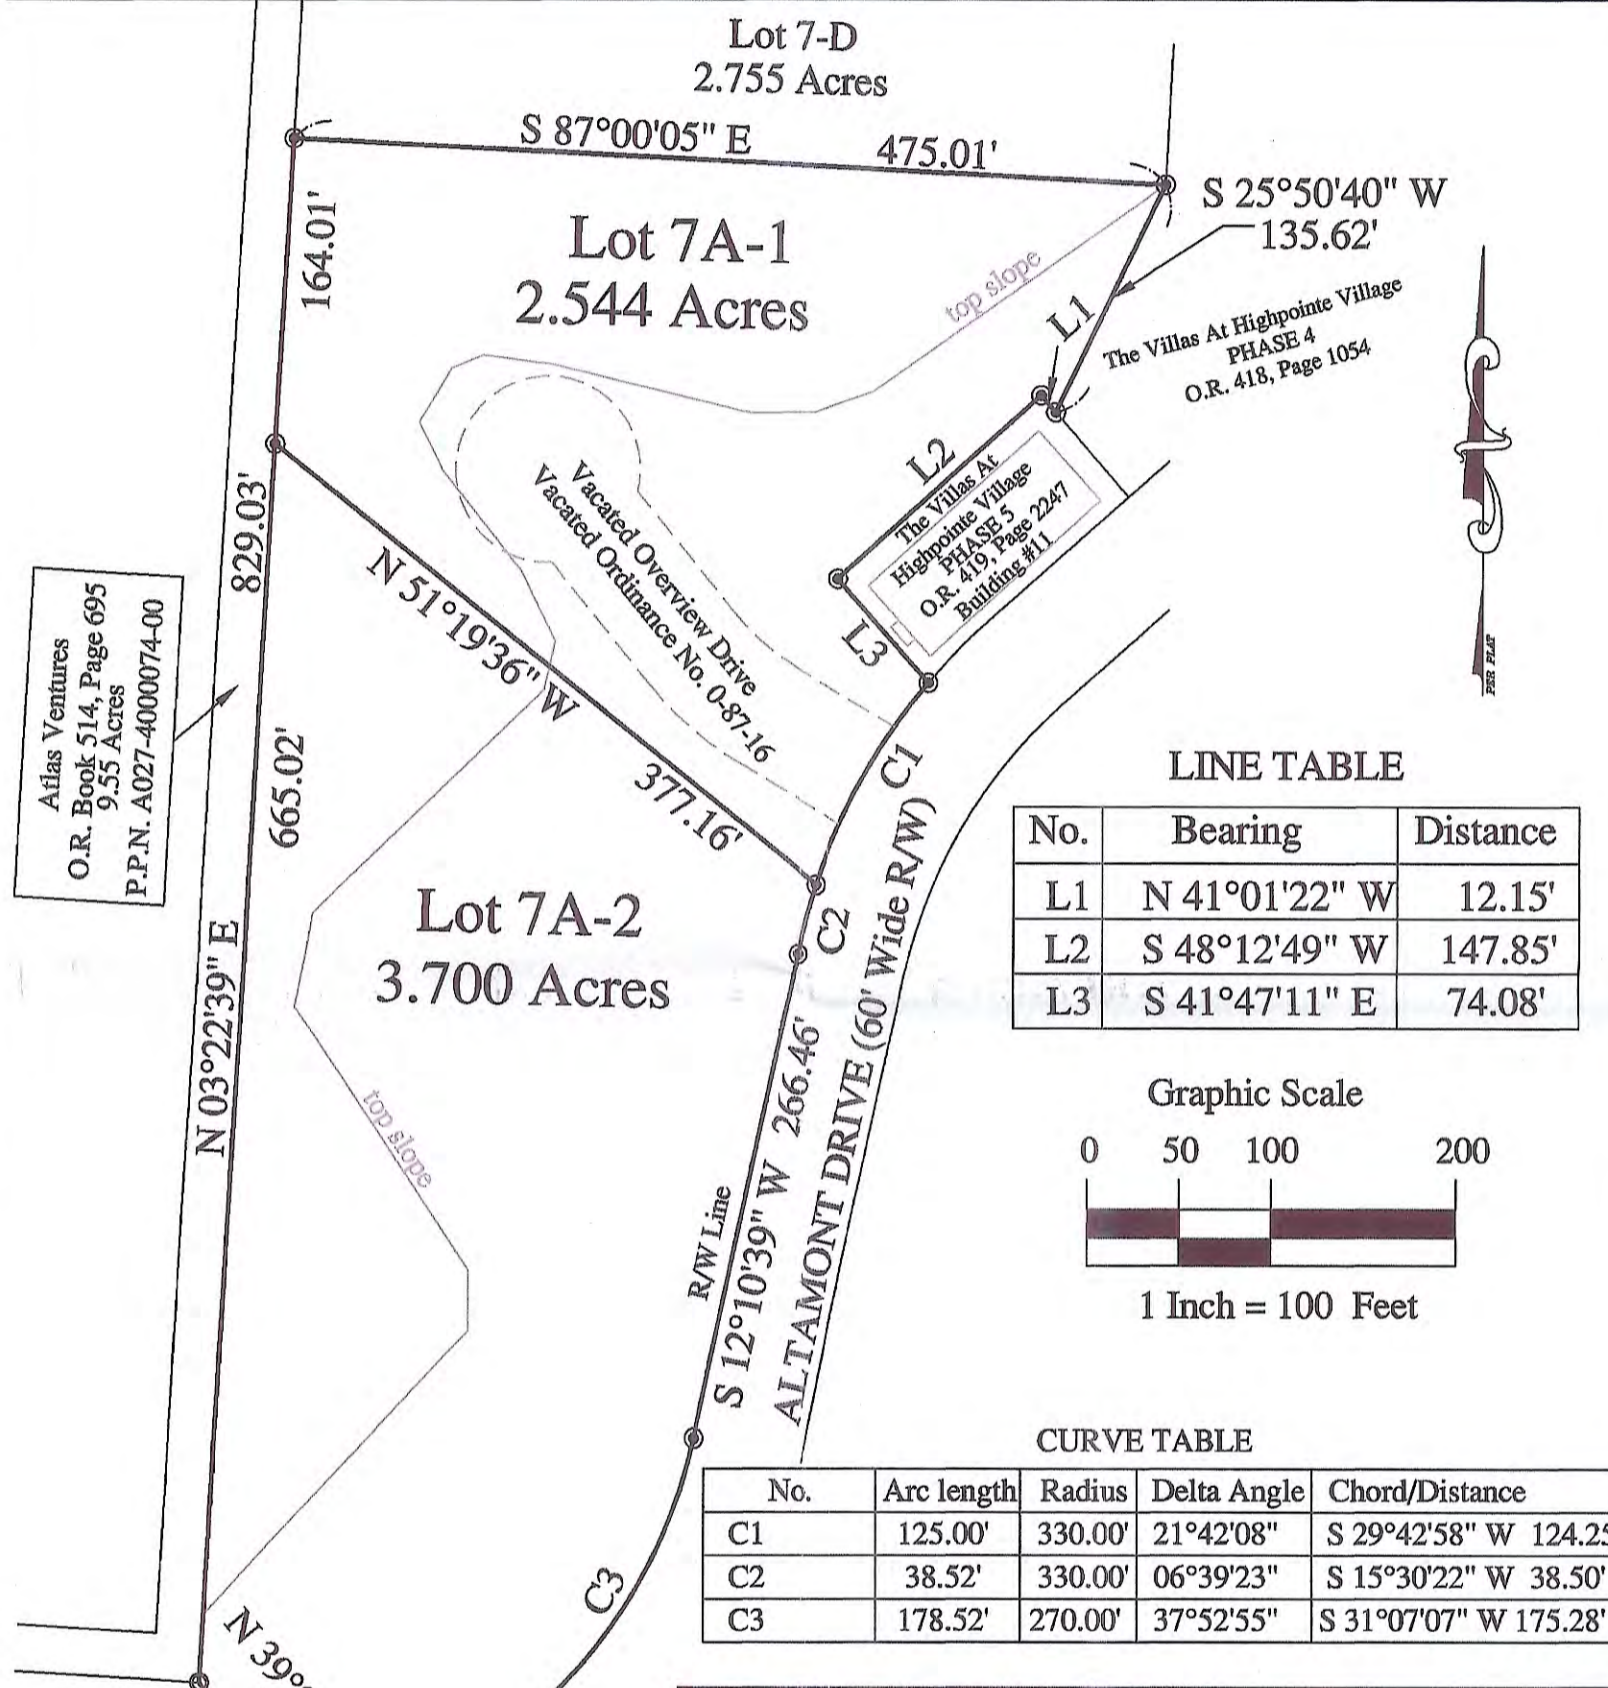 Lot 7-D
2.755 Acres
S 87°00'05" E 475.01'
S 25°50'40" W
135.62'
164.01'
Lot 7A-1
2.544 Acres
top slope
L1
The Villas At Highpointe Village
PHASE 4
O.R. 418, Page 1054
L2
The Villas At
Highpointe Village
PHASE 5
O.R. 419, Page 2247
Building #11
L3
Vacated Overview Drive
Vacated Ordinance No. 0-87-16
829.03'
N 51°19'36" W 377.16'
Atlas Ventures
O.R. Book 514, Page 695
9.55 Acres
P.P.N. A027-4000074-00
665.02'
PER PLAT
C1
LINE TABLE
No. Bearing Distance
L1 N 41°01'22" W 12.15'
L2 S 48°12'49" W 147.85'
L3 S 41°47'11" E 74.08'
Lot 7A-2
3.700 Acres
C2
N 03°22'39" E
top slope
S 12°10'39" W 266.46'
R/W Line
ALTAMONT DRIVE (60' Wide R/W)
Graphic Scale
0 50 100 200
1 Inch = 100 Feet
CURVE TABLE
No. Arc length Radius Delta Angle Chord/Distance
C1 125.00' 330.00' 21°42'08" S 29°42'58" W 124.25
C2 38.52' 330.00' 06°39'23" S 15°30'22" W 38.50'
C3 178.52' 270.00' 37°52'55" S 31°07'07" W 175.28'
C3
N 39°